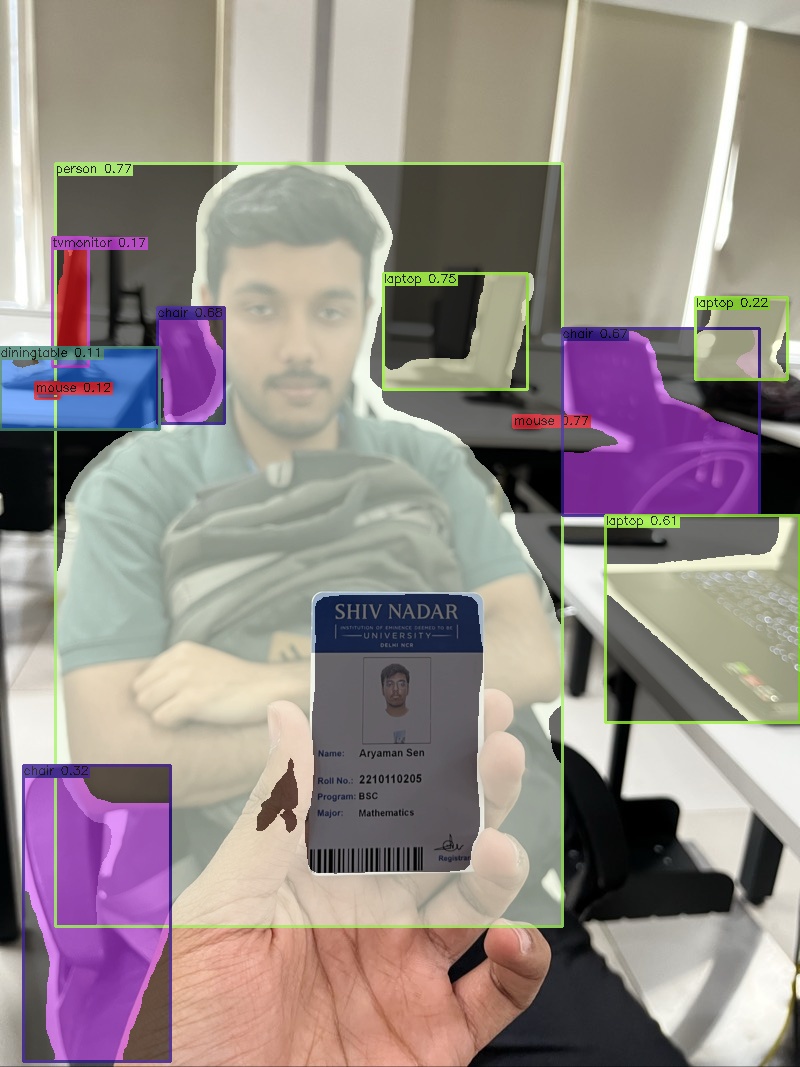 person 0.77
tvmonitor 0.17
laptop 0.75
laptop 0.22
chair 0.68
chair 0.67
diningtable 0.11
mouse 0.12
mouse 0.77
laptop 0.61
SHIV NADAR
INSTITUTION OF EMINENCE DEEMED TO BE
UNIVERSITY
DELHI NCR
Name: Aryaman Sen
Roll No.: 2210110205
Program: BSC
Major: Mathematics
Registrar
chair 0.32